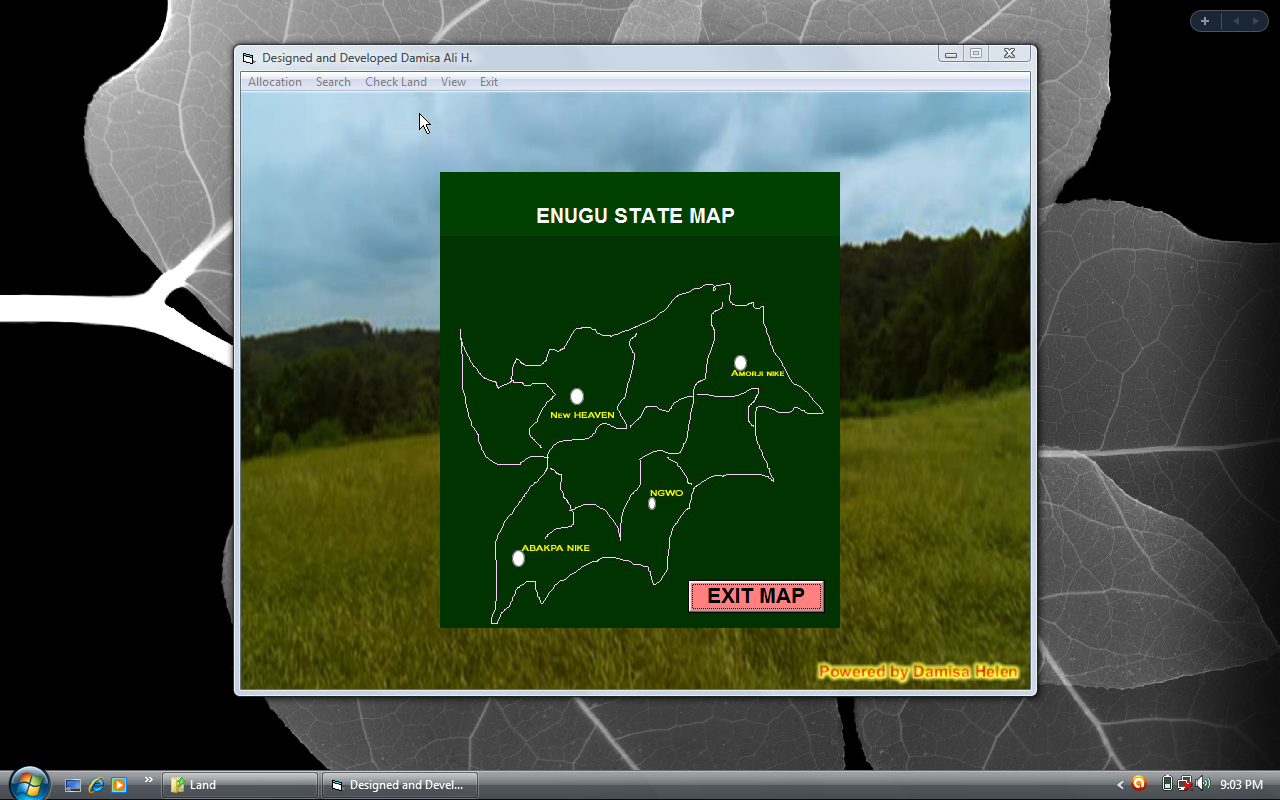 Designed and Developed Damisa Ali H.
Allocation Search Check Land View Exit
ENUGU STATE MAP
AMORJI NIKE
NEW HEAVEN
NGWO
ABAKPA NIKE
EXIT MAP
Powered by Damisa Helen
Land
Designed and Devel...
9:03 PM